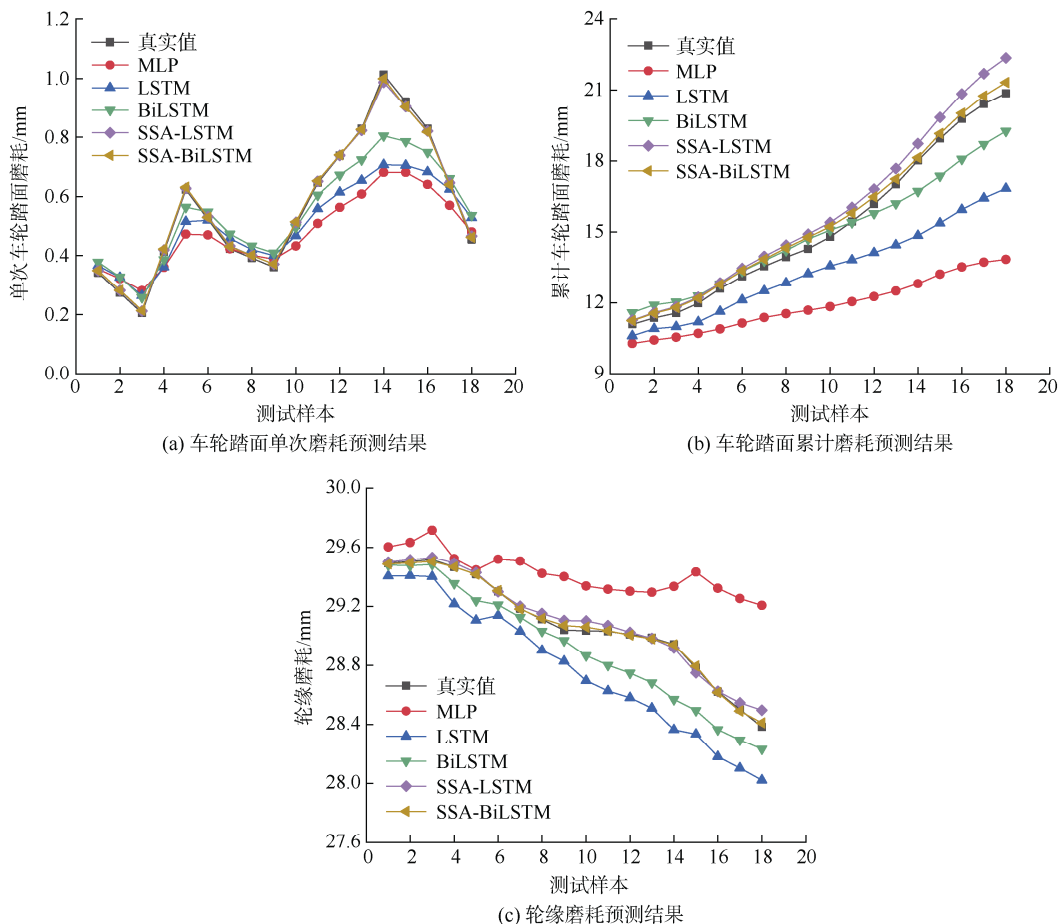 (a)
1.2
1.0
0.8
0.6
0.4
0.2
0.0
单次车轮踏面磨耗/mm
真实值
MLP
LSTM
BiLSTM
SSA-LSTM
SSA-BiLSTM
0 2 4 6 8 10 12 14 16 18 20
测试样本
(a) 车轮踏面单次磨耗预测结果
24
21
18
15
12
9
累计车轮踏面磨耗/mm
真实值
MLP
LSTM
BiLSTM
SSA-LSTM
SSA-BiLSTM
0 2 4 6 8 10 12 14 16 18 20
测试样本
(b) 车轮踏面累计磨耗预测结果
30.0
29.6
29.2
28.8
28.4
28.0
27.6
轮缘磨耗/mm
真实值
MLP
LSTM
BiLSTM
SSA-LSTM
SSA-BiLSTM
0 2 4 6 8 10 12 14 16 18 20
测试样本
(c) 轮缘磨耗预测结果